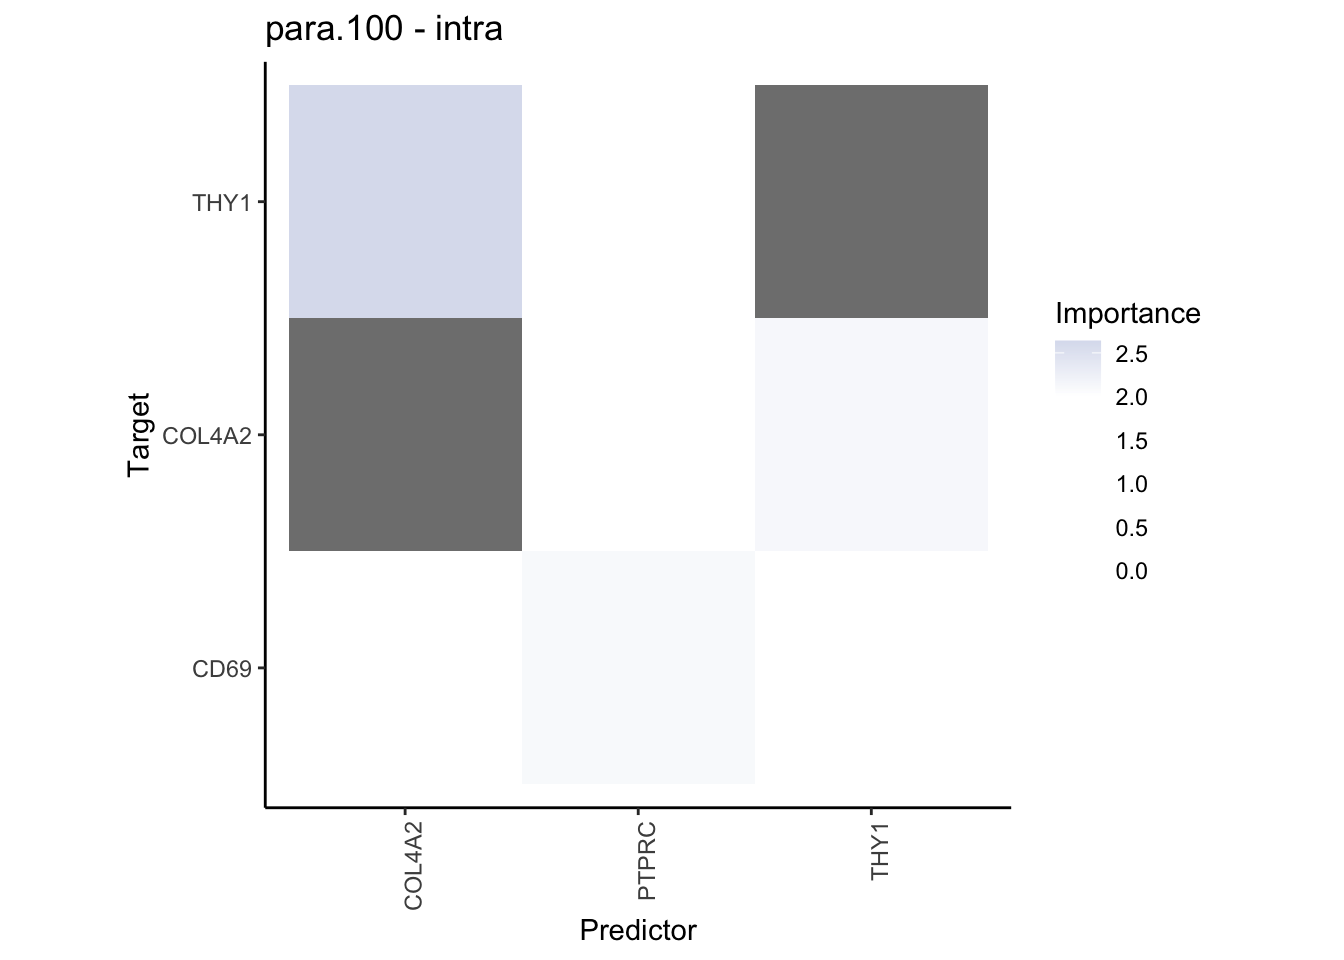 para.100 - intra
THY1
COL4A2
CD69
Target
COL4A2
PTPRC
THY1
Predictor
Importance
2.5
2.0
1.5
1.0
0.5
0.0